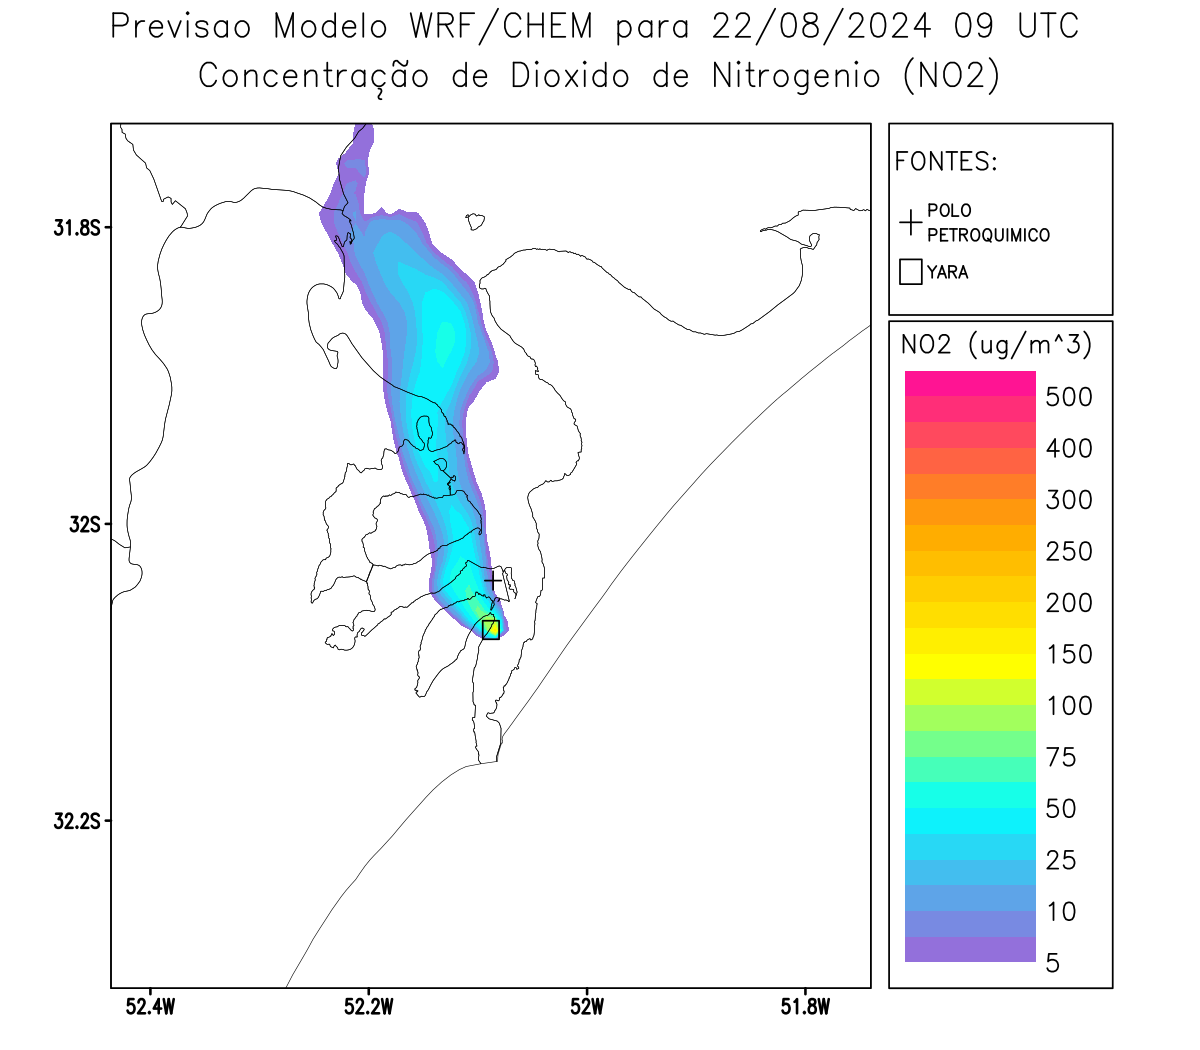 Previsao Modelo WRF/CHEM para 22/08/2024 09 UTC
Concentração de Dioxido de Nitrogenio (NO2)
FONTES:
POLO
PETROQUIMICO
YARA
31.8S
32S
32.2S
52.4W
52.2W
52W
51.8W
NO2 (ug/m^3)
500
400
300
250
200
150
100
75
50
25
10
5